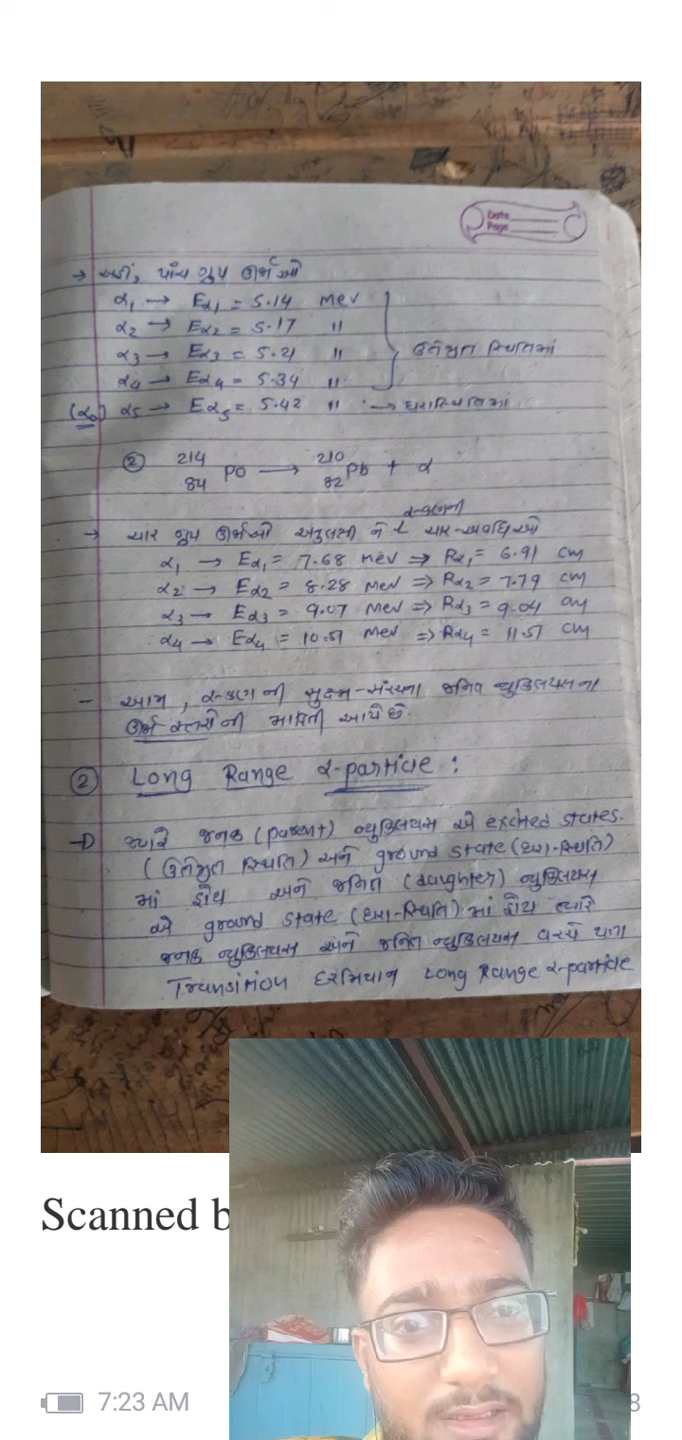 Date
Page
→ અહીં, પાંચ ગ્રુપ ઊર્જાઓ
α₁ → Eα₁ = 5.14 Mev
α₂ → Eα₂ = 5.17 "
α₃ → Eα₃ = 5.21 "
α₄ → Eα₄ = 5.34 "
ઉત્તેજીત સ્થિતિમાં
(α₀) α₅ → Eα₅ = 5.42 " → ધરાસ્થિતિમાં
② ²¹⁴₈₄ Po → ²¹⁰₈₂ Pb + α
α-કણની
→ ચાર ગ્રુપ ઊર્જાઓ ને ચાર-અવધિઓ
α₁ → Eα₁ = 7.68 mev ⇒ Rα₁ = 6.91 cm
α₂ → Eα₂ = 8.28 Mev ⇒ Rα₂ = 7.79 cm
α₃ → Eα₃ = 9.07 Mev ⇒ Rα₃ = 9.04 cm
α₄ → Eα₄ = 10.51 Mev ⇒ Rα₄ = 11.51 cm
- આમ, α-કણની સુક્ષ્મ-સંરચના જનિત ન્યુક્લિયસના
ઊર્જા સ્તરોની માહિતી આપે છે.
② Long Range α-particle :
→ જ્યારે જનક (parent) ન્યુક્લિયસ એ excited states.
(ઉત્તેજીત સ્થિતિ) અને ground state (ધરા-સ્થિતિ)
માં હોય અને જનિત (daughter) ન્યુક્લિયસ
એ ground state (ધરા-સ્થિતિ) માં હોય ત્યારે
જનક ન્યુક્લિયસ અને જનિત ન્યુક્લિયસ વચ્ચે થતા
Transition દરમિયાન Long Range α-particle
Scanned b
7:23 AM
8